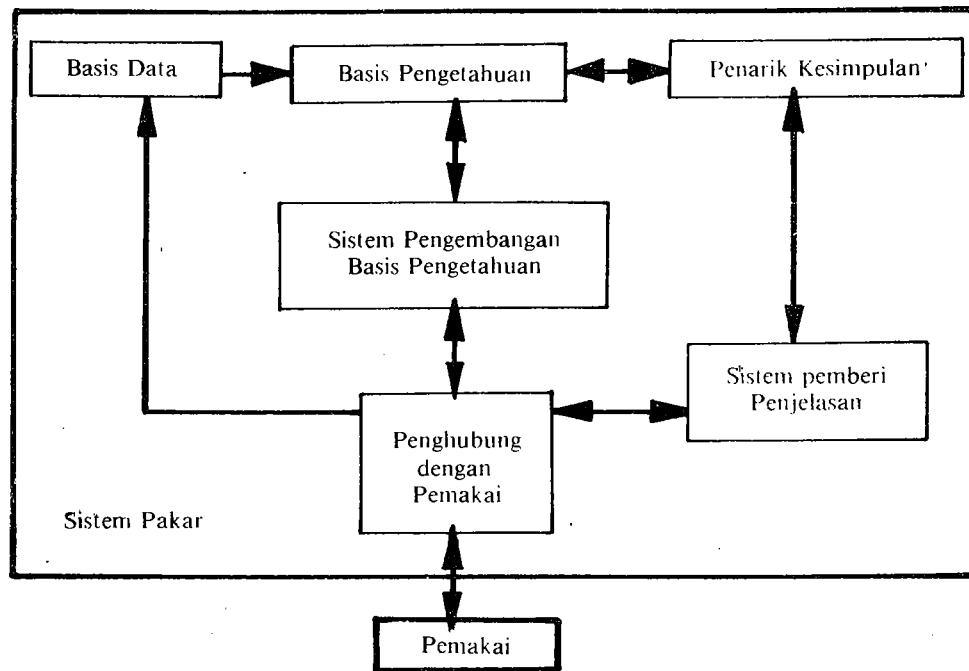 Basis Data
Basis Pengetahuan
Penarik Kesimpulan
Sistem Pengembangan
Basis Pengetahuan
Sistem pemberi
Penjelasan
Penghubung
dengan
Pemakai
Sistem Pakar
Pemakai